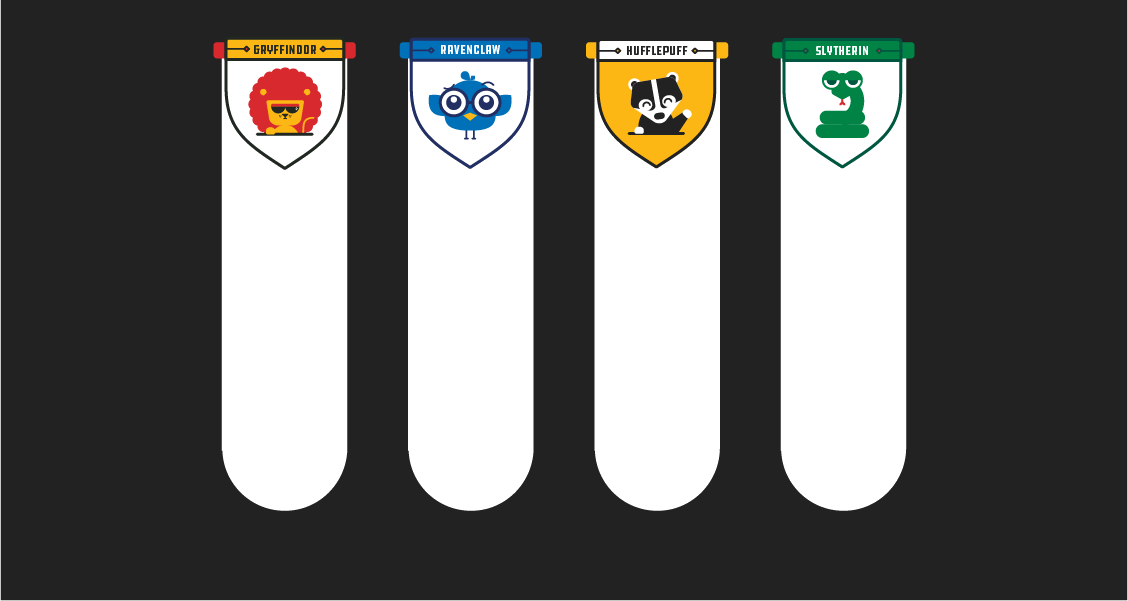 GRYFFINDOR
RAVENCLAW
HUFFLEPUFF
SLYTHERIN